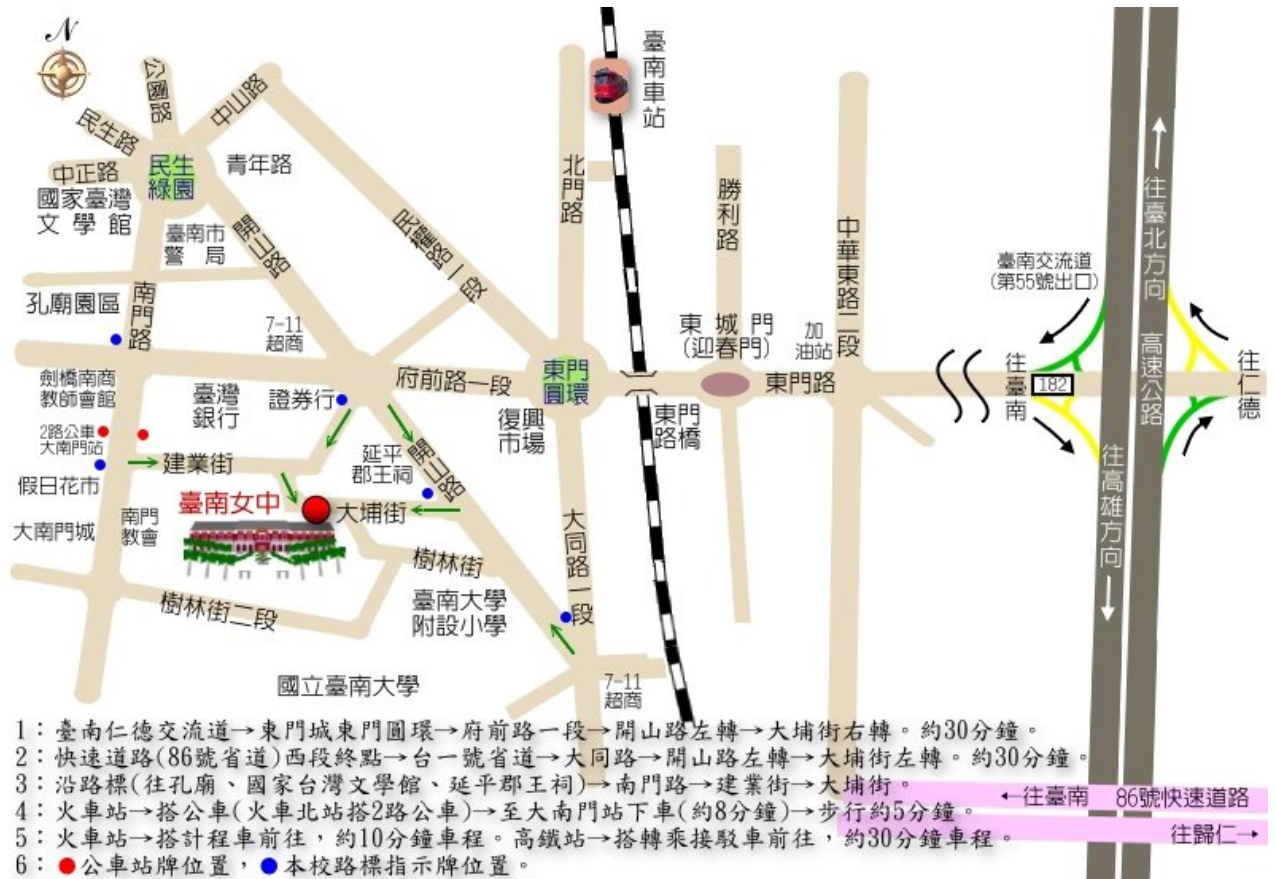 N
臺南車站
公園路
中山路
民生路
中正路
民生
綠園
青年路
北門路
勝利路
中華東路二段
往臺北方向
國家臺灣
文學館
臺南市
警局
開山路
民權路一段
臺南交流道
(第55號出口)
孔廟園區
南門路
7-11
超商
東城門
(迎春門)
加
油站
高速公路
劍橋南商
教師會館
臺灣
銀行
證券行
府前路一段
東門
圓環
東門路
往臺南
182
往仁德
復興
市場
東門
路橋
2路公車
大南門站
建業街
延平
郡王祠
開山路
往高雄方向
假日花市
臺南女中
大埔街
大南門城
南門
教會
大同路一段
樹林街
樹林街二段
臺南大學
附設小學
國立臺南大學
7-11
超商
1：臺南仁德交流道→東門城東門圓環→府前路一段→開山路左轉→大埔街右轉。約30分鐘。
2：快速道路(86號省道)西段終點→台一號省道→大同路→開山路左轉→大埔街左轉。約30分鐘。
3：沿路標(往孔廟、國家台灣文學館、延平郡王祠)→南門路→建業街→大埔街。
←往臺南 86號快速道路
4：火車站→搭公車(火車北站搭2路公車)→至大南門站下車(約8分鐘)→步行約5分鐘。
5：火車站→搭計程車前往，約10分鐘車程。高鐵站→搭轉乘接駁車前往，約30分鐘車程。
往歸仁→
6：●公車站牌位置，●本校路標指示牌位置。